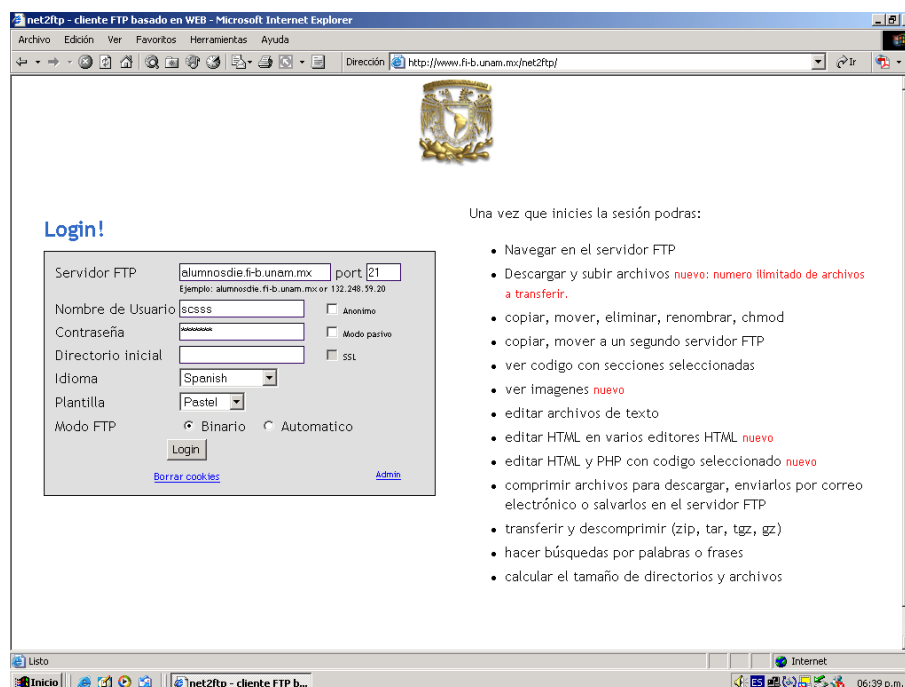 net2ftp - cliente FTP basado en WEB - Microsoft Internet Explorer
Archivo Edición Ver Favoritos Herramientas Ayuda
Dirección http://www.fi-b.unam.mx/net2ftp/ Ir
Login!
Servidor FTP alumnosdie.fi-b.unam.mx port 21
Ejemplo: alumnosdie.fi-b.unam.mx or 132.248.59.20
Nombre de Usuario scsss Anonimo
Contraseña ******** Modo pasivo
Directorio inicial SSL
Idioma Spanish
Plantilla Pastel
Modo FTP Binario Automatico
Login
Borrar cookies Admin
Una vez que inicies la sesión podras:
• Navegar en el servidor FTP
• Descargar y subir archivos nuevo: numero ilimitado de archivos
a transferir.
• copiar, mover, eliminar, renombrar, chmod
• copiar, mover a un segundo servidor FTP
• ver codigo con secciones seleccionadas
• ver imagenes nuevo
• editar archivos de texto
• editar HTML en varios editores HTML nuevo
• editar HTML y PHP con codigo seleccionado nuevo
• comprimir archivos para descargar, enviarlos por correo
electrónico o salvarlos en el servidor FTP
• transferir y descomprimir (zip, tar, tgz, gz)
• hacer búsquedas por palabras o frases
• calcular el tamaño de directorios y archivos
Listo Internet
Inicio net2ftp - cliente FTP b... ES 06:39 p.m.